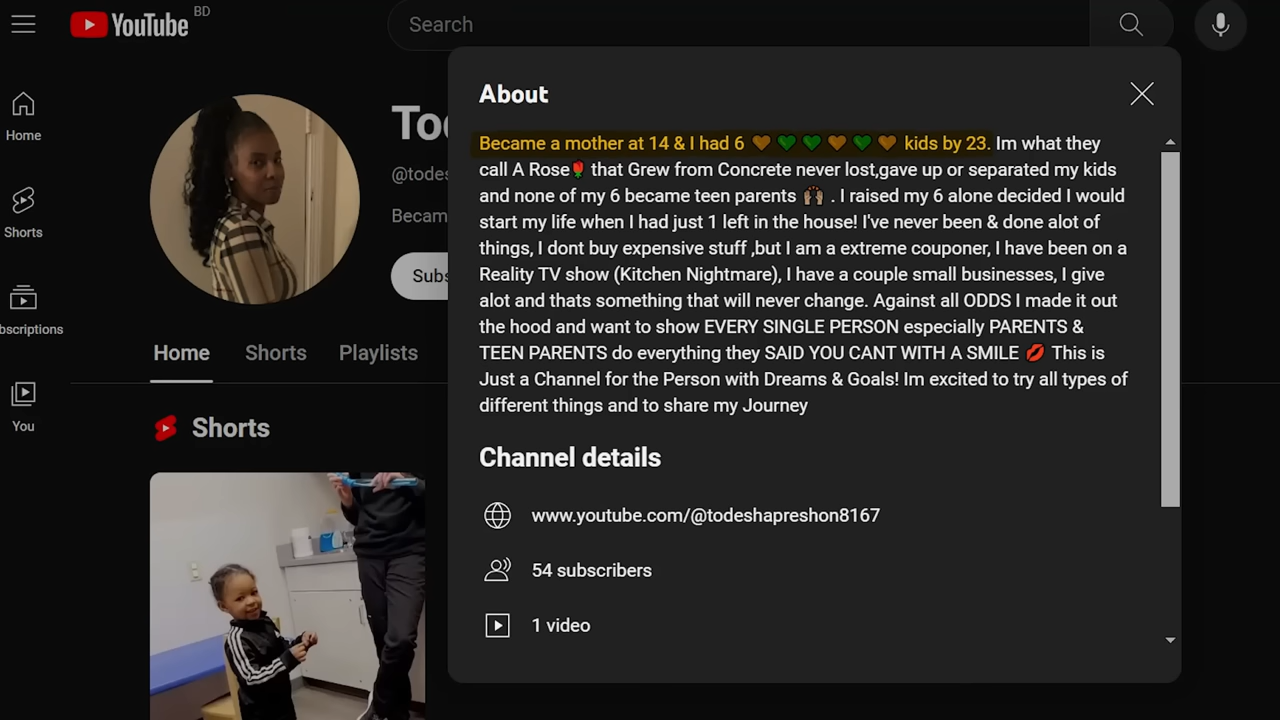 YouTube BD
Search
Home
Shorts
bscriptions
You
Tod
@todes
Becam
Subs
Home Shorts Playlists
Shorts
About
Became a mother at 14 & I had 6 🧡 💚 💚 🧡 💚 🧡 kids by 23. Im what they
call A Rose🌹 that Grew from Concrete never lost,gave up or separated my kids
and none of my 6 became teen parents 🙌🏽 . I raised my 6 alone decided I would
start my life when I had just 1 left in the house! I've never been & done alot of
things, I dont buy expensive stuff ,but I am a extreme couponer, I have been on a
Reality TV show (Kitchen Nightmare), I have a couple small businesses, I give
alot and thats something that will never change. Against all ODDS I made it out
the hood and want to show EVERY SINGLE PERSON especially PARENTS &
TEEN PARENTS do everything they SAID YOU CANT WITH A SMILE 💋 This is
Just a Channel for the Person with Dreams & Goals! Im excited to try all types of
different things and to share my Journey
Channel details
www.youtube.com/@todeshapreshon8167
54 subscribers
1 video